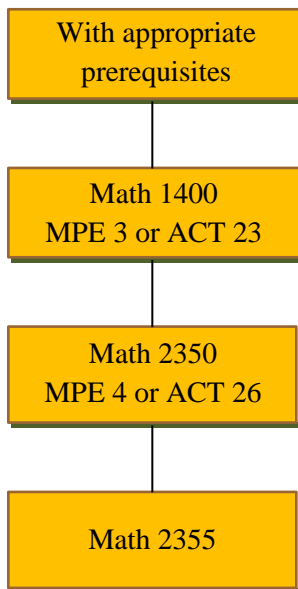 With appropriate
prerequisites
Math 1400
MPE 3 or ACT 23
Math 2350
MPE 4 or ACT 26
Math 2355